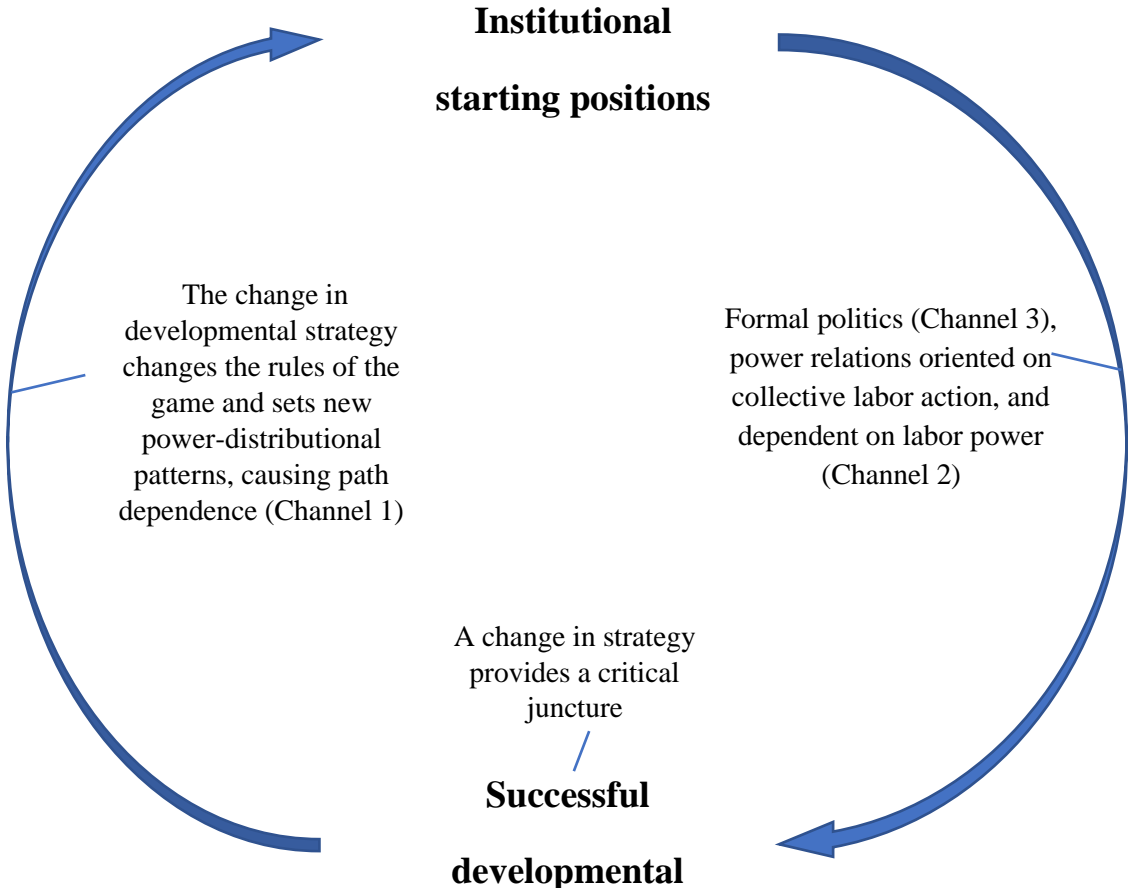 Institutional
starting positions
The change in
developmental strategy
changes the rules of the
game and sets new
power-distributional
patterns, causing path
dependence (Channel 1)
Formal politics (Channel 3),
power relations oriented on
collective labor action, and
dependent on labor power
(Channel 2)
A change in strategy
provides a critical
juncture
Successful
developmental